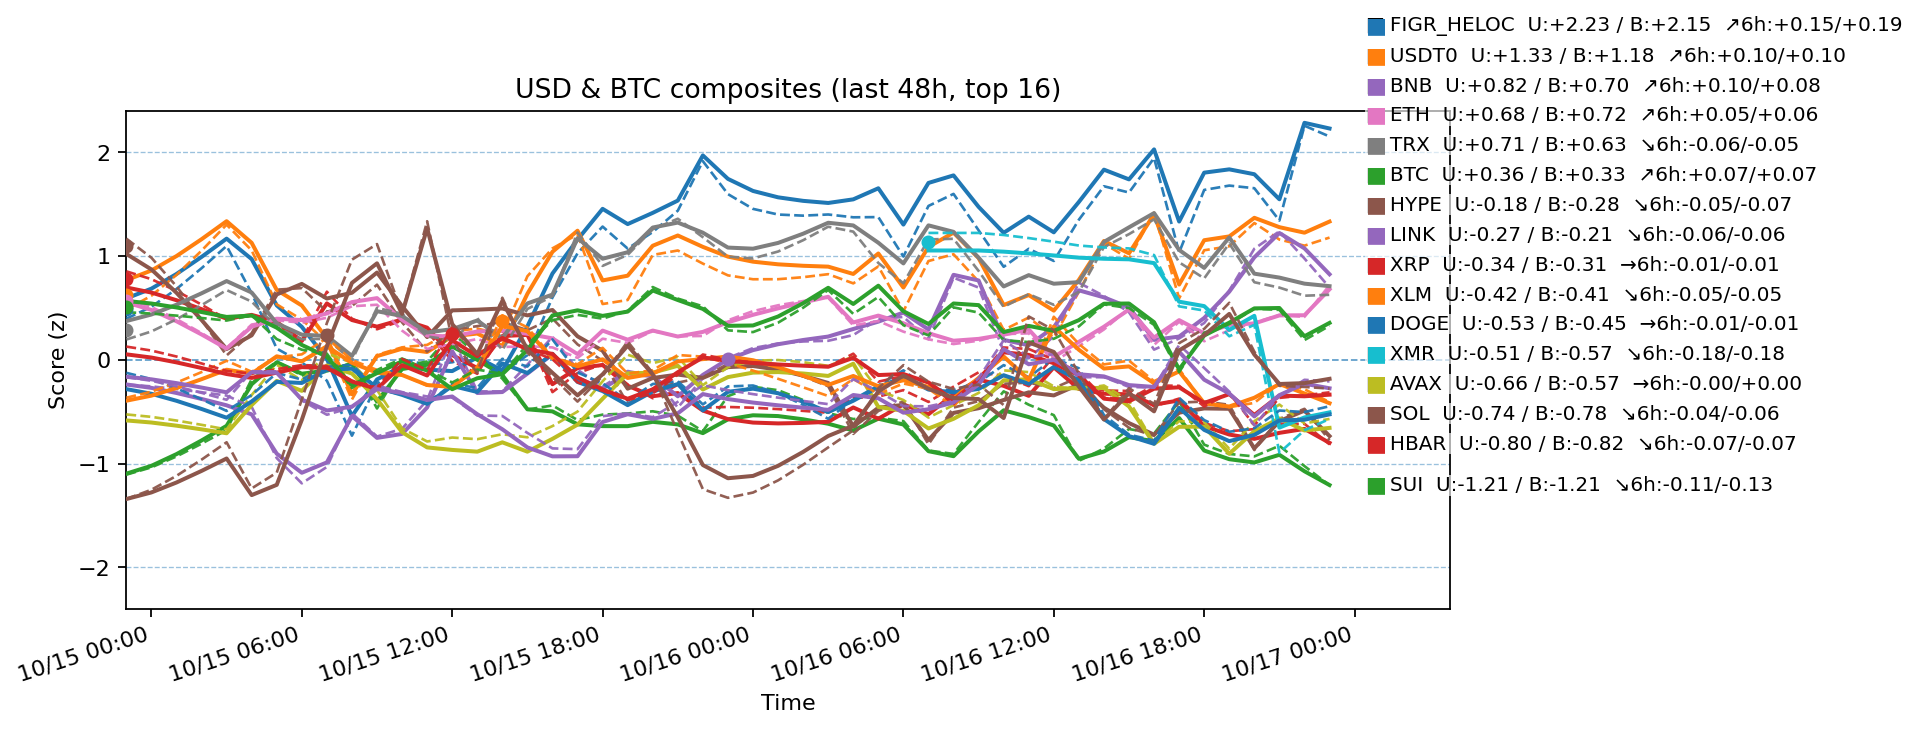 FIGR_HELOC U:+2.23 / B:+2.15 ↗6h:+0.15/+0.19
USDT0 U:+1.33 / B:+1.18 ↗6h:+0.10/+0.10
USD & BTC composites (last 48h, top 16)
BNB U:+0.82 / B:+0.70 ↗6h:+0.10/+0.08
ETH U:+0.68 / B:+0.72 ↗6h:+0.05/+0.06
TRX U:+0.71 / B:+0.63 ↘6h:-0.06/-0.05
BTC U:+0.36 / B:+0.33 ↗6h:+0.07/+0.07
HYPE U:-0.18 / B:-0.28 ↘6h:-0.05/-0.07
LINK U:-0.27 / B:-0.21 ↘6h:-0.06/-0.06
XRP U:-0.34 / B:-0.31 →6h:-0.01/-0.01
XLM U:-0.42 / B:-0.41 ↘6h:-0.05/-0.05
DOGE U:-0.53 / B:-0.45 →6h:-0.01/-0.01
XMR U:-0.51 / B:-0.57 ↘6h:-0.18/-0.18
AVAX U:-0.66 / B:-0.57 →6h:-0.00/+0.00
SOL U:-0.74 / B:-0.78 ↘6h:-0.04/-0.06
HBAR U:-0.80 / B:-0.82 ↘6h:-0.07/-0.07
SUI U:-1.21 / B:-1.21 ↘6h:-0.11/-0.13
Score (z)
2
1
0
−1
−2
10/15 00:00
10/15 06:00
10/15 12:00
10/15 18:00
10/16 00:00
10/16 06:00
10/16 12:00
10/16 18:00
10/17 00:00
Time